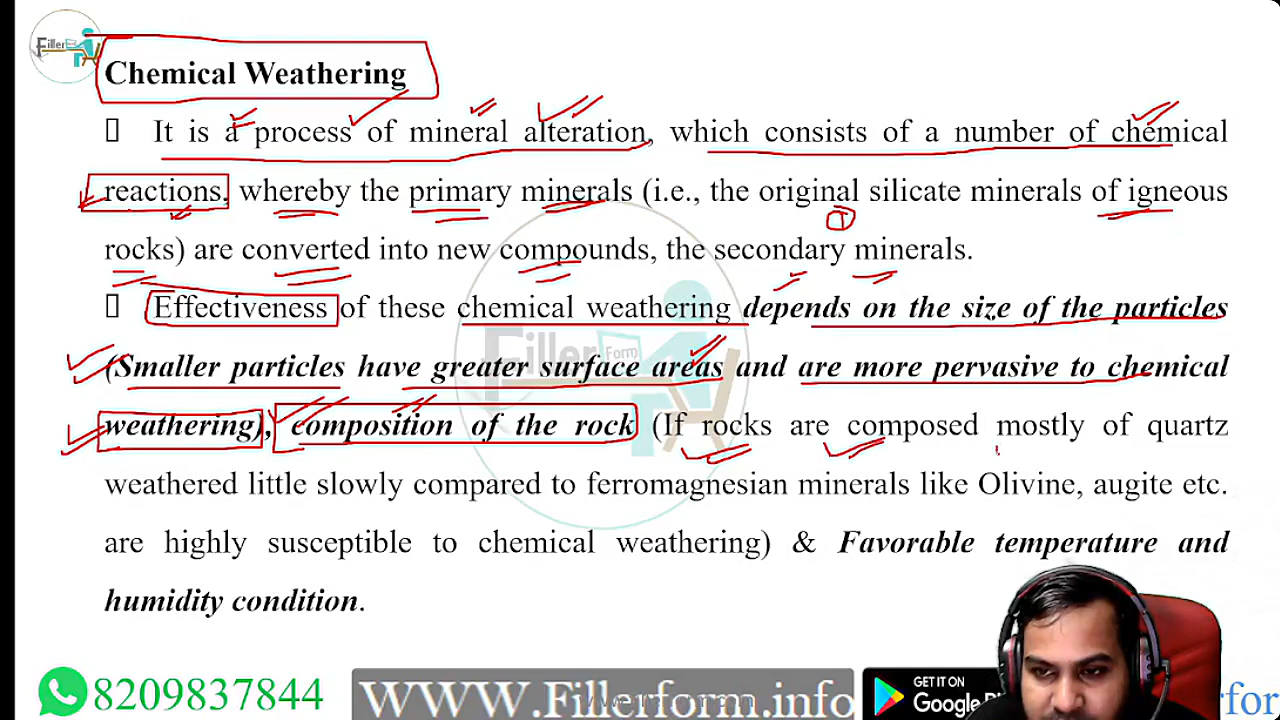 Filler
Form
Chemical Weathering
It is a process of mineral alteration, which consists of a number of chemical
reactions, whereby the primary minerals (i.e., the original silicate minerals of igneous
rocks) are converted into new compounds, the secondary minerals.
Effectiveness of these chemical weathering depends on the size of the particles
(Smaller particles have greater surface areas and are more pervasive to chemical
weathering), composition of the rock (If rocks are composed mostly of quartz
weathered little slowly compared to ferromagnesian minerals like Olivine, augite etc.
are highly susceptible to chemical weathering) & Favorable temperature and
humidity condition.
8209837844
WWW.Fillerform.info
GET IT ON
Google